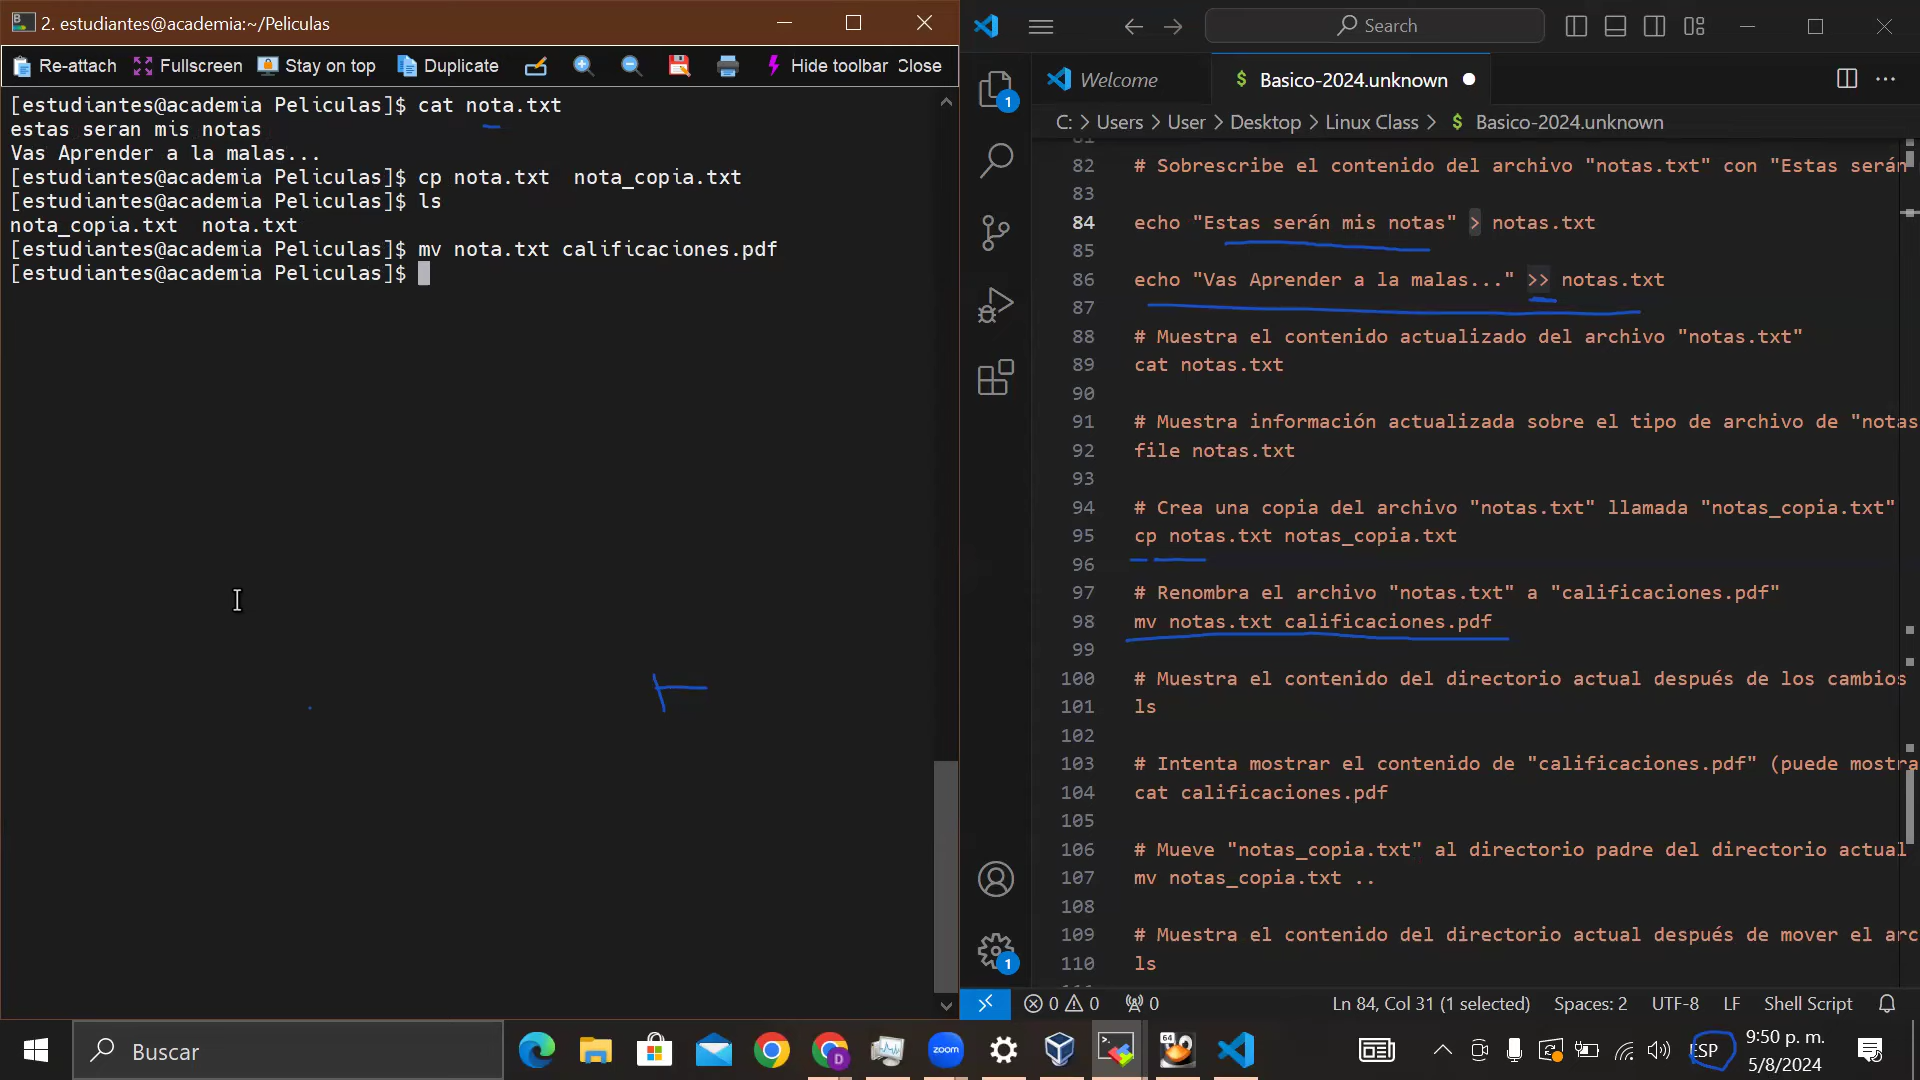 2. estudiantes@academia:~/Peliculas
Re-attach Fullscreen Stay on top Duplicate Hide toolbar Close
[estudiantes@academia Peliculas]$ cat nota.txt
estas seran mis notas
Vas Aprender a la malas...
[estudiantes@academia Peliculas]$ cp nota.txt  nota_copia.txt
[estudiantes@academia Peliculas]$ ls
nota_copia.txt  nota.txt
[estudiantes@academia Peliculas]$ mv nota.txt calificaciones.pdf
[estudiantes@academia Peliculas]$
Search
Welcome
$ Basico-2024.unknown
C: > Users > User > Desktop > Linux Class > $ Basico-2024.unknown
1
81
82 # Sobrescribe el contenido del archivo "notas.txt" con "Estas serán
83
84 echo "Estas serán mis notas" > notas.txt
85
86 echo "Vas Aprender a la malas..." >> notas.txt
87
88 # Muestra el contenido actualizado del archivo "notas.txt"
89 cat notas.txt
90
91 # Muestra información actualizada sobre el tipo de archivo de "notas
92 file notas.txt
93
94 # Crea una copia del archivo "notas.txt" llamada "notas_copia.txt"
95 cp notas.txt notas_copia.txt
96
97 # Renombra el archivo "notas.txt" a "calificaciones.pdf"
98 mv notas.txt calificaciones.pdf
99
100 # Muestra el contenido del directorio actual después de los cambios
101 ls
102
103 # Intenta mostrar el contenido de "calificaciones.pdf" (puede mostra
104 cat calificaciones.pdf
105
106 # Mueve "notas_copia.txt" al directorio padre del directorio actual
107 mv notas_copia.txt ..
108
109 # Muestra el contenido del directorio actual después de mover el arc
110 ls
1
0 0 0 Ln 84, Col 31 (1 selected) Spaces: 2 UTF-8 LF Shell Script
Buscar
zoom
D
64
ESP
9:50 p. m.
5/8/2024